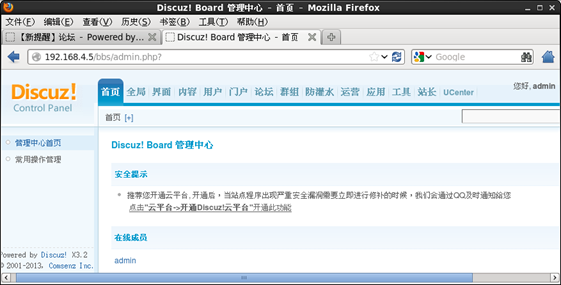 Discuz! Board 管理中心 - 首页 - Mozilla Firefox
文件(F) 编辑(E) 查看(V) 历史(S) 书签(B) 工具(T) 帮助(H)
【新提醒】论坛 - Powered by... Discuz! Board 管理中心 - 首页
192.168.4.5/bbs/admin.php? Google
Discuz!
Control Panel
首页 全局 界面 内容 用户 门户 论坛 群组 防灌水 运营 应用 工具 站长 UCenter
您好, admin
首页 [+]
管理中心首页
常用操作管理
Discuz! Board 管理中心
安全提示
推荐您开通云平台,开通后，当站点程序出现严重安全漏洞需要立即进行修补的时候，我们会通过QQ及时通知给您
点击"云平台->开通Discuz!云平台"开通此功能
在线成员
admin
Powered by Discuz! X3.2
© 2001-2013, Comsenz Inc.